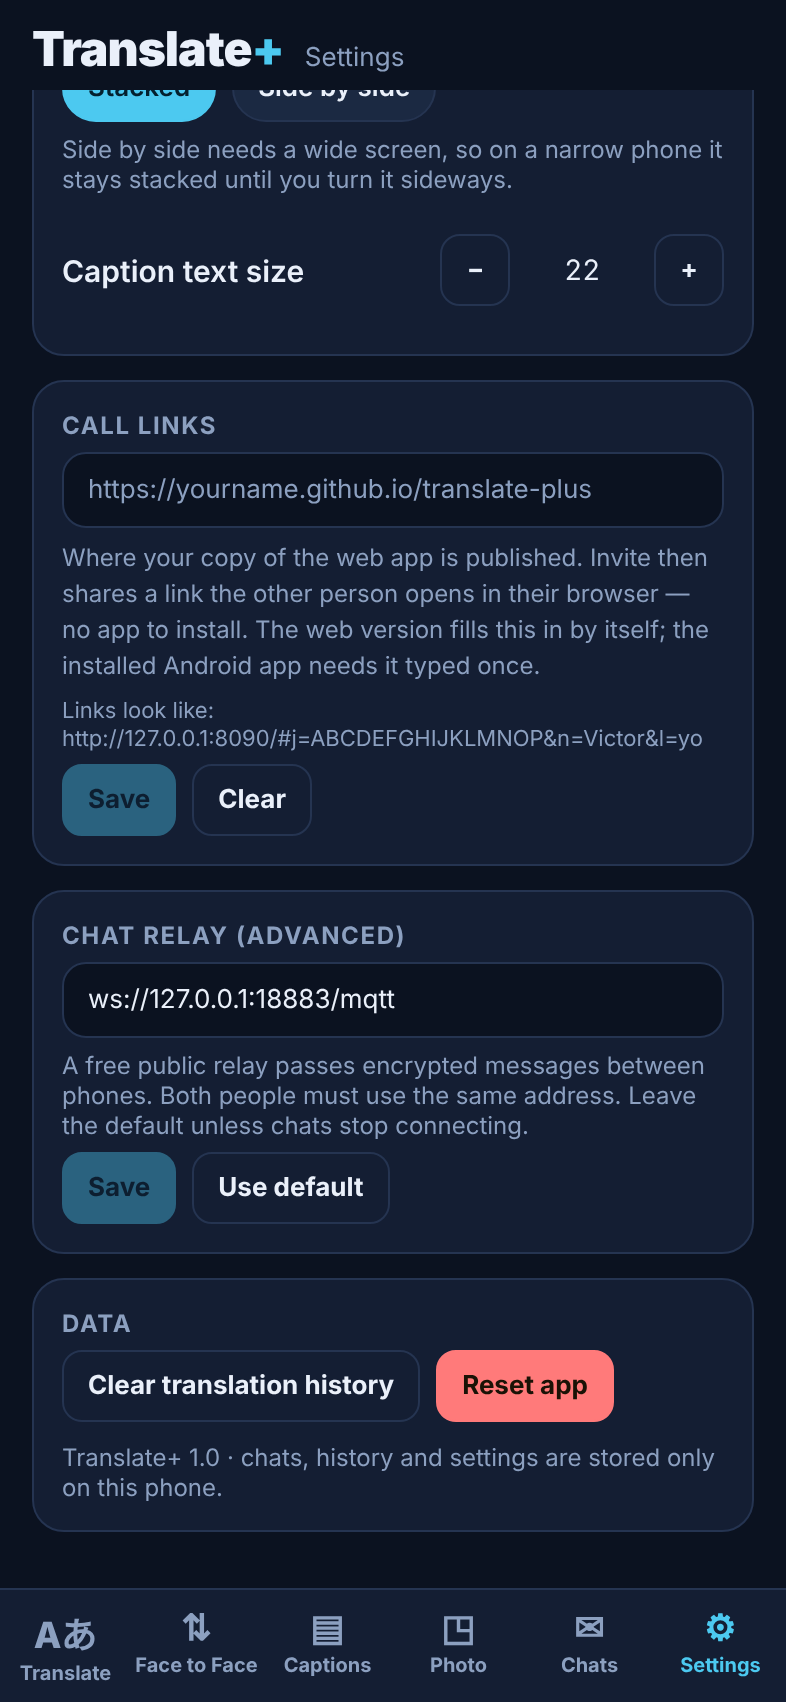 Translate+ Settings
Stacked Side by side
Side by side needs a wide screen, so on a narrow phone it
stays stacked until you turn it sideways.
Caption text size − 22 +
CALL LINKS
https://yourname.github.io/translate-plus
Where your copy of the web app is published. Invite then
shares a link the other person opens in their browser —
no app to install. The web version fills this in by itself; the
installed Android app needs it typed once.
Links look like:
http://127.0.0.1:8090/#j=ABCDEFGHIJKLMNOP&n=Victor&l=yo
Save Clear
CHAT RELAY (ADVANCED)
ws://127.0.0.1:18883/mqtt
A free public relay passes encrypted messages between
phones. Both people must use the same address. Leave
the default unless chats stop connecting.
Save Use default
DATA
Clear translation history Reset app
Translate+ 1.0 · chats, history and settings are stored only
on this phone.
Aあ
Translate Face to Face Captions Photo Chats Settings